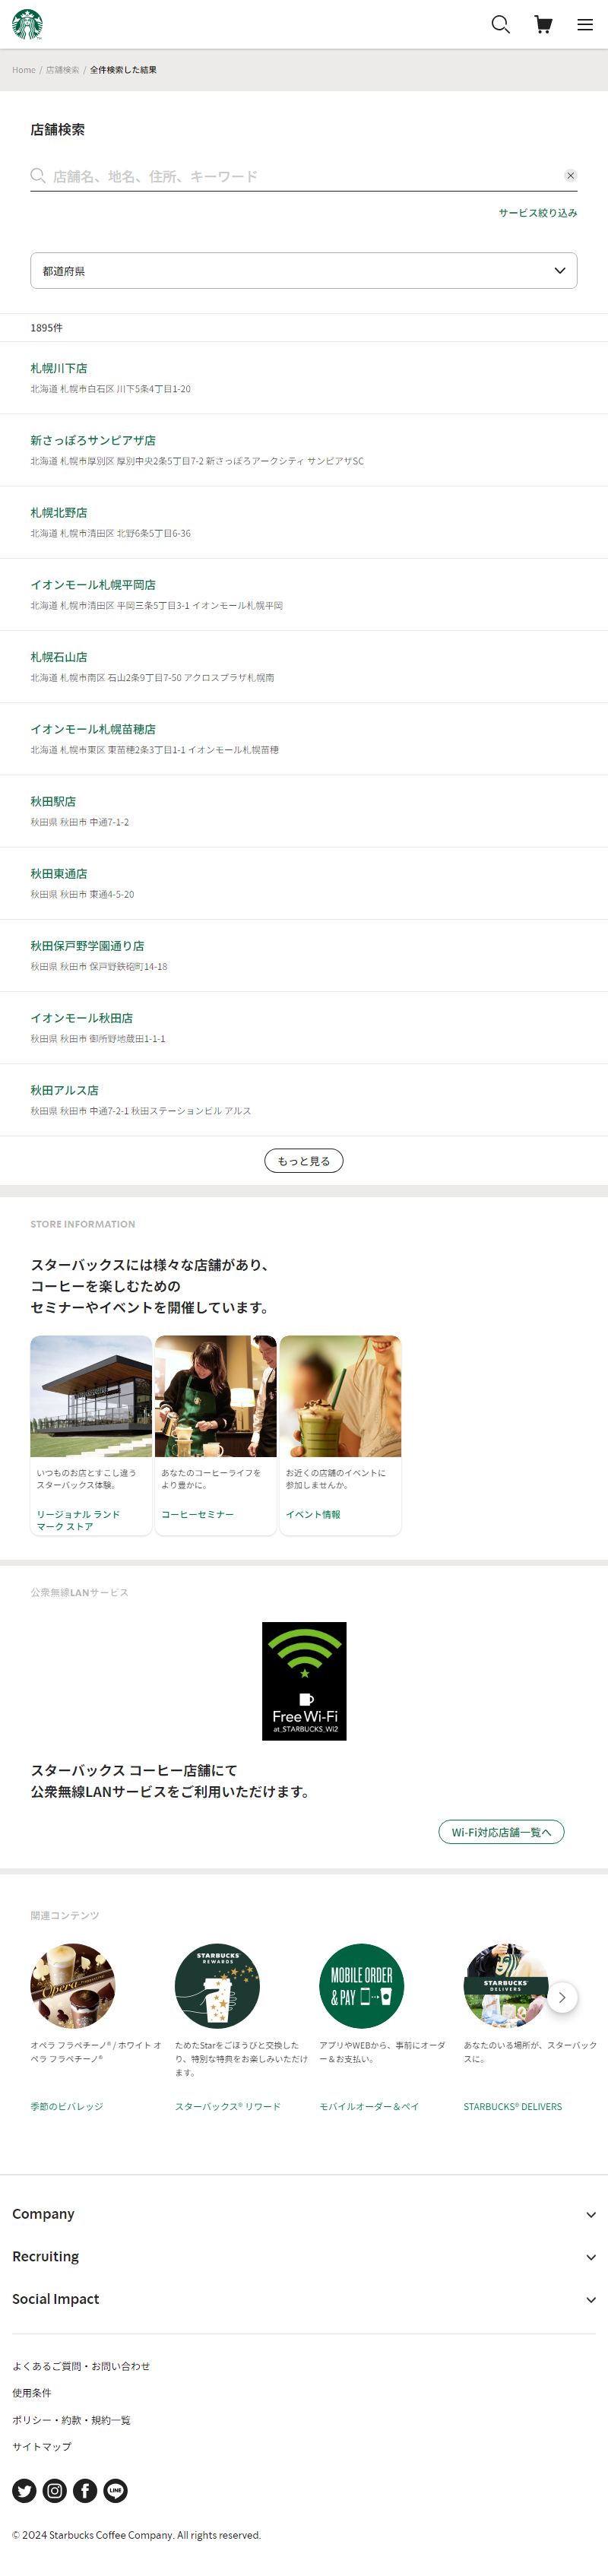 Home / 店舗検索 / 全件検索した結果
店舗検索
店舗名、地名、住所、キーワード
サービス絞り込み
都道府県
1895件
札幌川下店
北海道 札幌市白石区 川下5条4丁目1-20
新さっぽろサンピアザ店
北海道 札幌市厚別区 厚別中央2条5丁目7-2 新さっぽろアークシティ サンピアザSC
札幌北野店
北海道 札幌市清田区 北野6条5丁目6-36
イオンモール札幌平岡店
北海道 札幌市清田区 平岡三条5丁目3-1 イオンモール札幌平岡
札幌石山店
北海道 札幌市南区 石山2条9丁目7-50 アクロスプラザ札幌南
イオンモール札幌苗穂店
北海道 札幌市東区 東苗穂2条3丁目1-1 イオンモール札幌苗穂
秋田駅店
秋田県 秋田市 中通7-1-2
秋田東通店
秋田県 秋田市 東通4-5-20
秋田保戸野学園通り店
秋田県 秋田市 保戸野鉄砲町14-18
イオンモール秋田店
秋田県 秋田市 御所野地蔵田1-1-1
秋田アルス店
秋田県 秋田市 中通7-2-1 秋田ステーションビル アルス
もっと見る
STORE INFORMATION
スターバックスには様々な店舗があり、
コーヒーを楽しむための
セミナーやイベントを開催しています。
いつものお店とすこし違う
スターバックス体験。
リージョナル ランド
マーク ストア
あなたのコーヒーライフを
より豊かに。
コーヒーセミナー
お近くの店舗のイベントに
参加しませんか。
イベント情報
公衆無線LANサービス
Free Wi-Fi
at_STARBUCKS_Wi2
スターバックス コーヒー店舗にて
公衆無線LANサービスをご利用いただけます。
Wi-Fi対応店舗一覧へ
関連コンテンツ
Opera
オペラ フラペチーノ® / ホワイト オ
ペラ フラペチーノ®
季節のビバレッジ
STARBUCKS
REWARDS
ためたStarをごほうびと交換した
り、特別な特典をお楽しみいただけ
ます。
スターバックス® リワード
MOBILE ORDER
& PAY
アプリやWEBから、事前にオーダ
ー＆お支払い。
モバイルオーダー＆ペイ
STARBUCKS
DELIVERS
あなたのいる場所が、スターバック
スに。
STARBUCKS® DELIVERS
Company
Recruiting
Social Impact
よくあるご質問・お問い合わせ
使用条件
ポリシー・約款・規約一覧
サイトマップ
LINE
© 2024 Starbucks Coffee Company. All rights reserved.